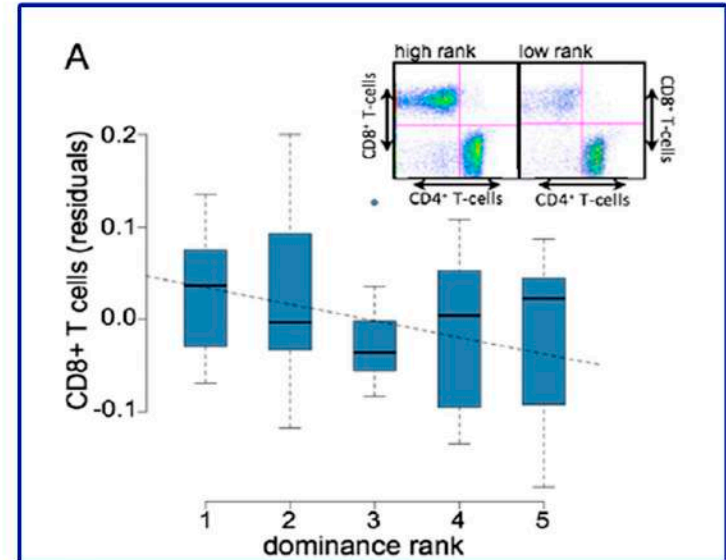 A
high rank low rank
CD8⁺ T-cells
CD8⁺ T-cells
CD4⁺ T-cells CD4⁺ T-cells
CD8+ T cells (residuals)
0.2
0.1
0.0
-0.1
1 2 3 4 5
dominance rank